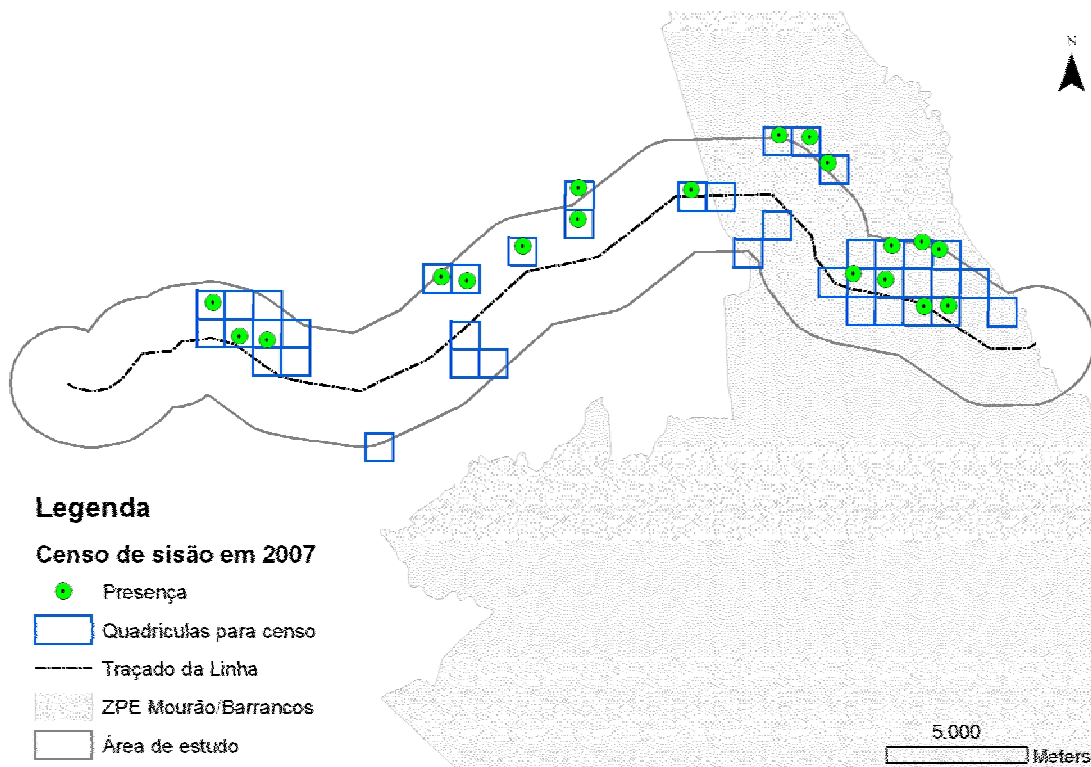 N
Legenda
Censo de sisão em 2007
Presença
Quadrículas para censo
Traçado da Linha
ZPE Mourão/Barrancos
Área de estudo
5.000
Meters